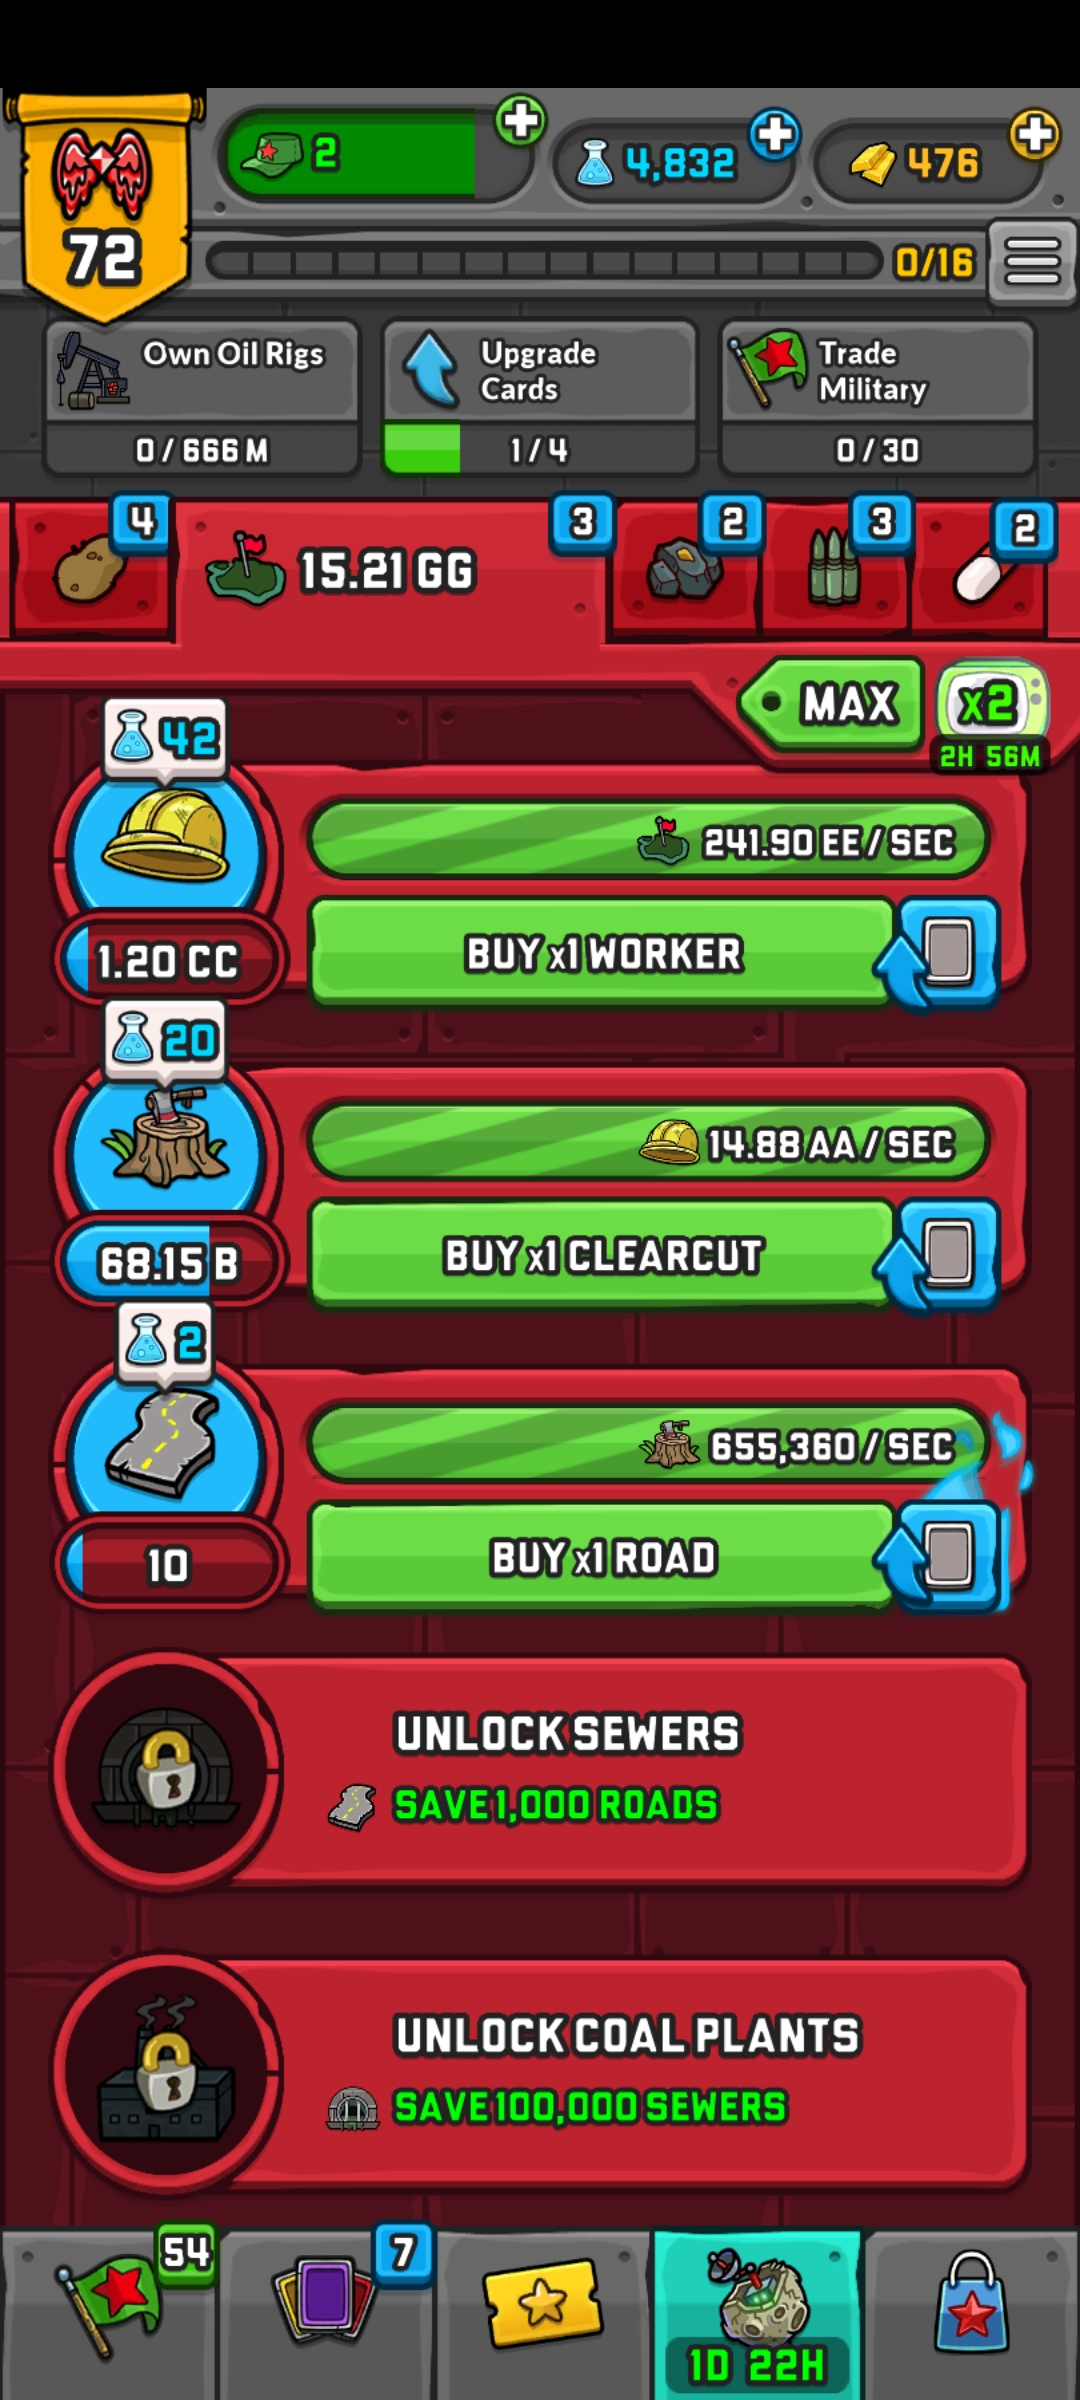 72
2
4,832
476
0/16
Own Oil Rigs
0 / 666 M
Upgrade
Cards
1 / 4
Trade
Military
0 / 30
4
15.21 GG
3
2
3
2
MAX
x2
2H 56M
42
241.90 EE / SEC
BUY x1 WORKER
1.20 CC
20
14.88 AA / SEC
BUY x1 CLEARCUT
68.15 B
2
655,360 / SEC
BUY x1 ROAD
10
UNLOCK SEWERS
SAVE 1,000 ROADS
UNLOCK COAL PLANTS
SAVE 100,000 SEWERS
54
7
1D 22H